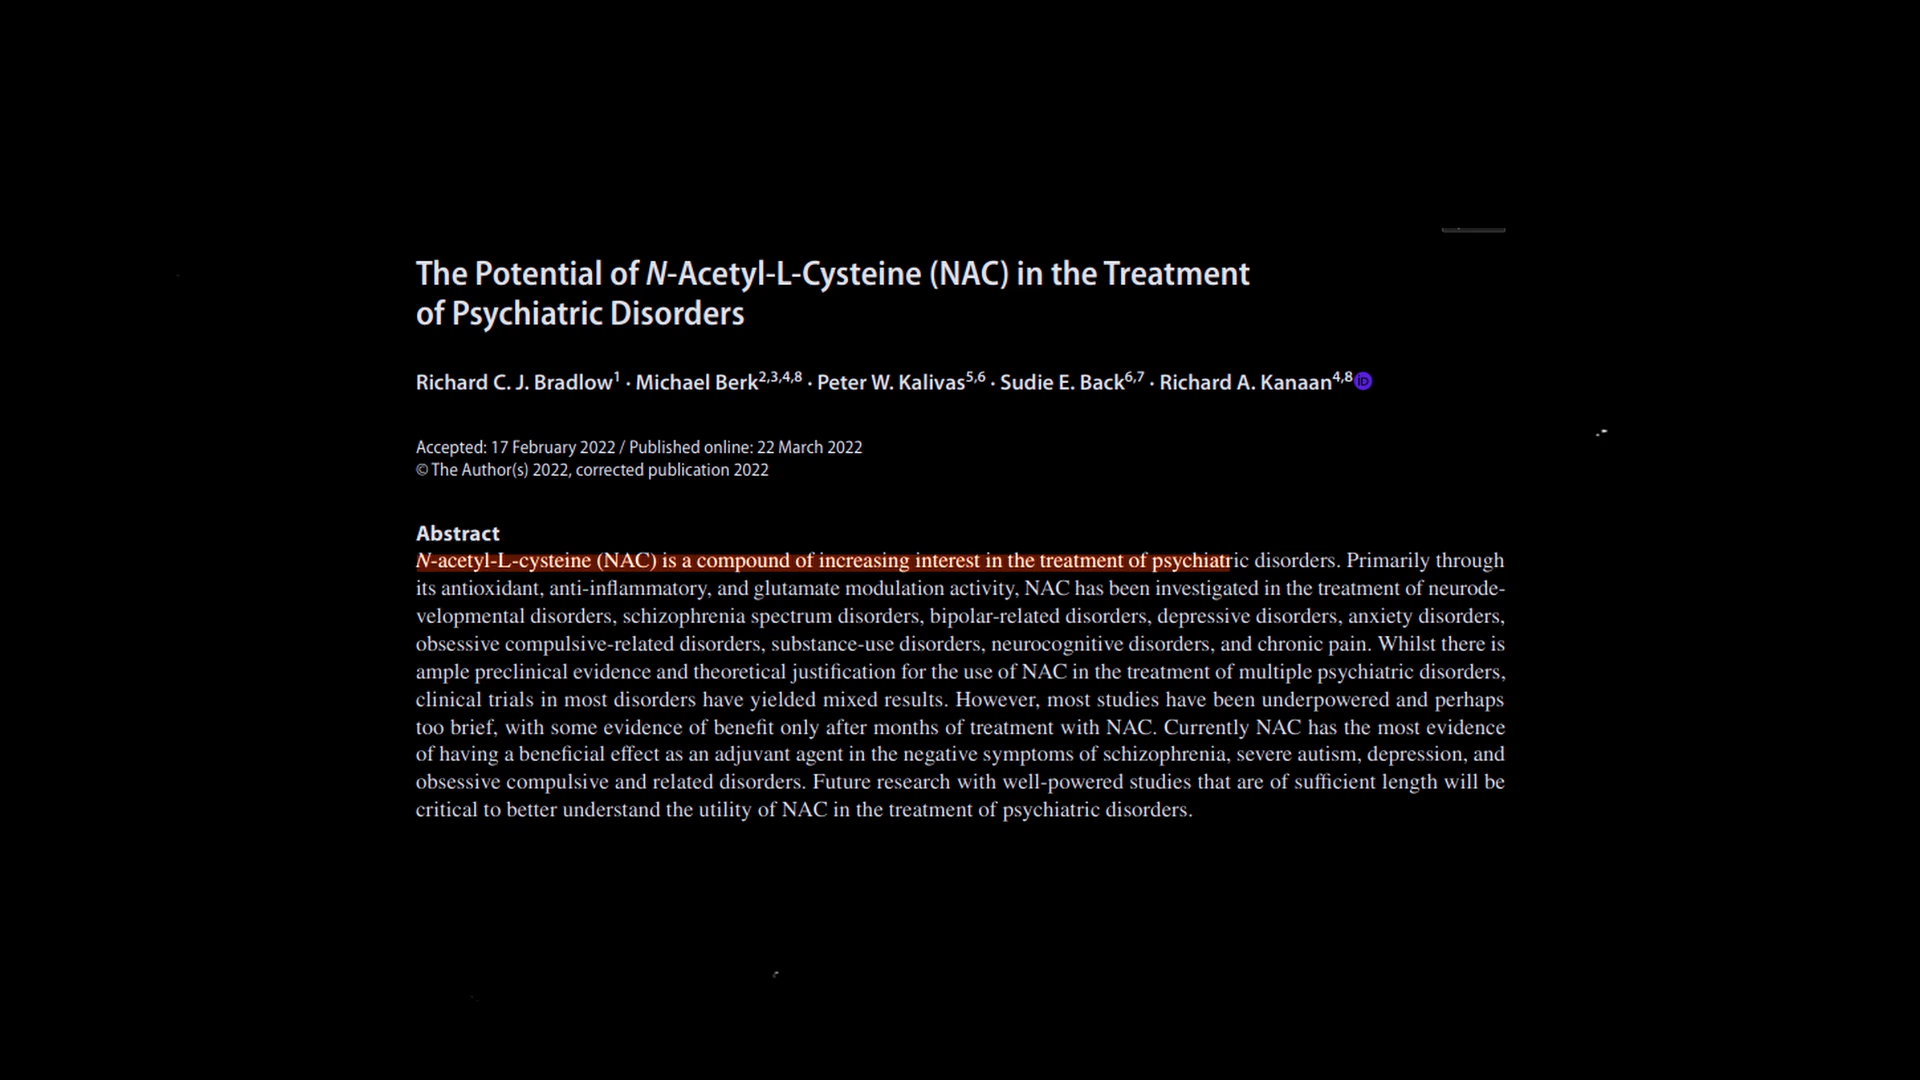 The Potential of N-Acetyl-L-Cysteine (NAC) in the Treatment
of Psychiatric Disorders
Richard C. J. Bradlow1 · Michael Berk2,3,4,8 · Peter W. Kalivas5,6 · Sudie E. Back6,7 · Richard A. Kanaan4,8 iD
Accepted: 17 February 2022 / Published online: 22 March 2022
© The Author(s) 2022, corrected publication 2022
Abstract
N-acetyl-L-cysteine (NAC) is a compound of increasing interest in the treatment of psychiatric disorders. Primarily through
its antioxidant, anti-inflammatory, and glutamate modulation activity, NAC has been investigated in the treatment of neurode-
velopmental disorders, schizophrenia spectrum disorders, bipolar-related disorders, depressive disorders, anxiety disorders,
obsessive compulsive-related disorders, substance-use disorders, neurocognitive disorders, and chronic pain. Whilst there is
ample preclinical evidence and theoretical justification for the use of NAC in the treatment of multiple psychiatric disorders,
clinical trials in most disorders have yielded mixed results. However, most studies have been underpowered and perhaps
too brief, with some evidence of benefit only after months of treatment with NAC. Currently NAC has the most evidence
of having a beneficial effect as an adjuvant agent in the negative symptoms of schizophrenia, severe autism, depression, and
obsessive compulsive and related disorders. Future research with well-powered studies that are of sufficient length will be
critical to better understand the utility of NAC in the treatment of psychiatric disorders.